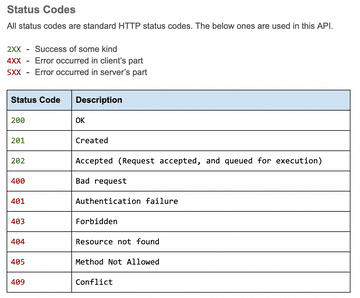 Status Codes
All status codes are standard HTTP status codes. The below ones are used in this API.
2XX - Success of some kind
4XX - Error occurred in client's part
5XX - Error occurred in server's part
Status Code Description
200 OK
201 Created
202 Accepted (Request accepted, and queued for execution)
400 Bad request
401 Authentication failure
403 Forbidden
404 Resource not found
405 Method Not Allowed
409 Conflict